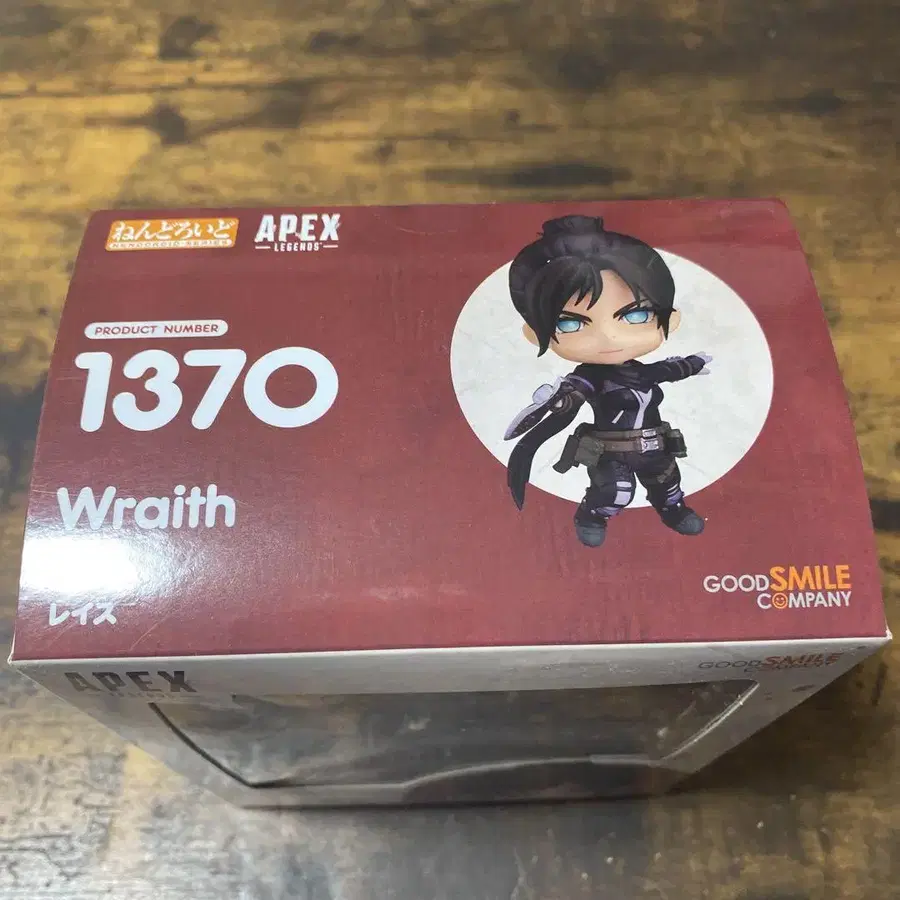 ねんどろいど
NENDOROID SERIES
APEX
LEGENDS
PRODUCT NUMBER
1370
Wraith
レイス
GOOD SMILE
COMPANY
APEX
GOOD SMILE
COMPANY